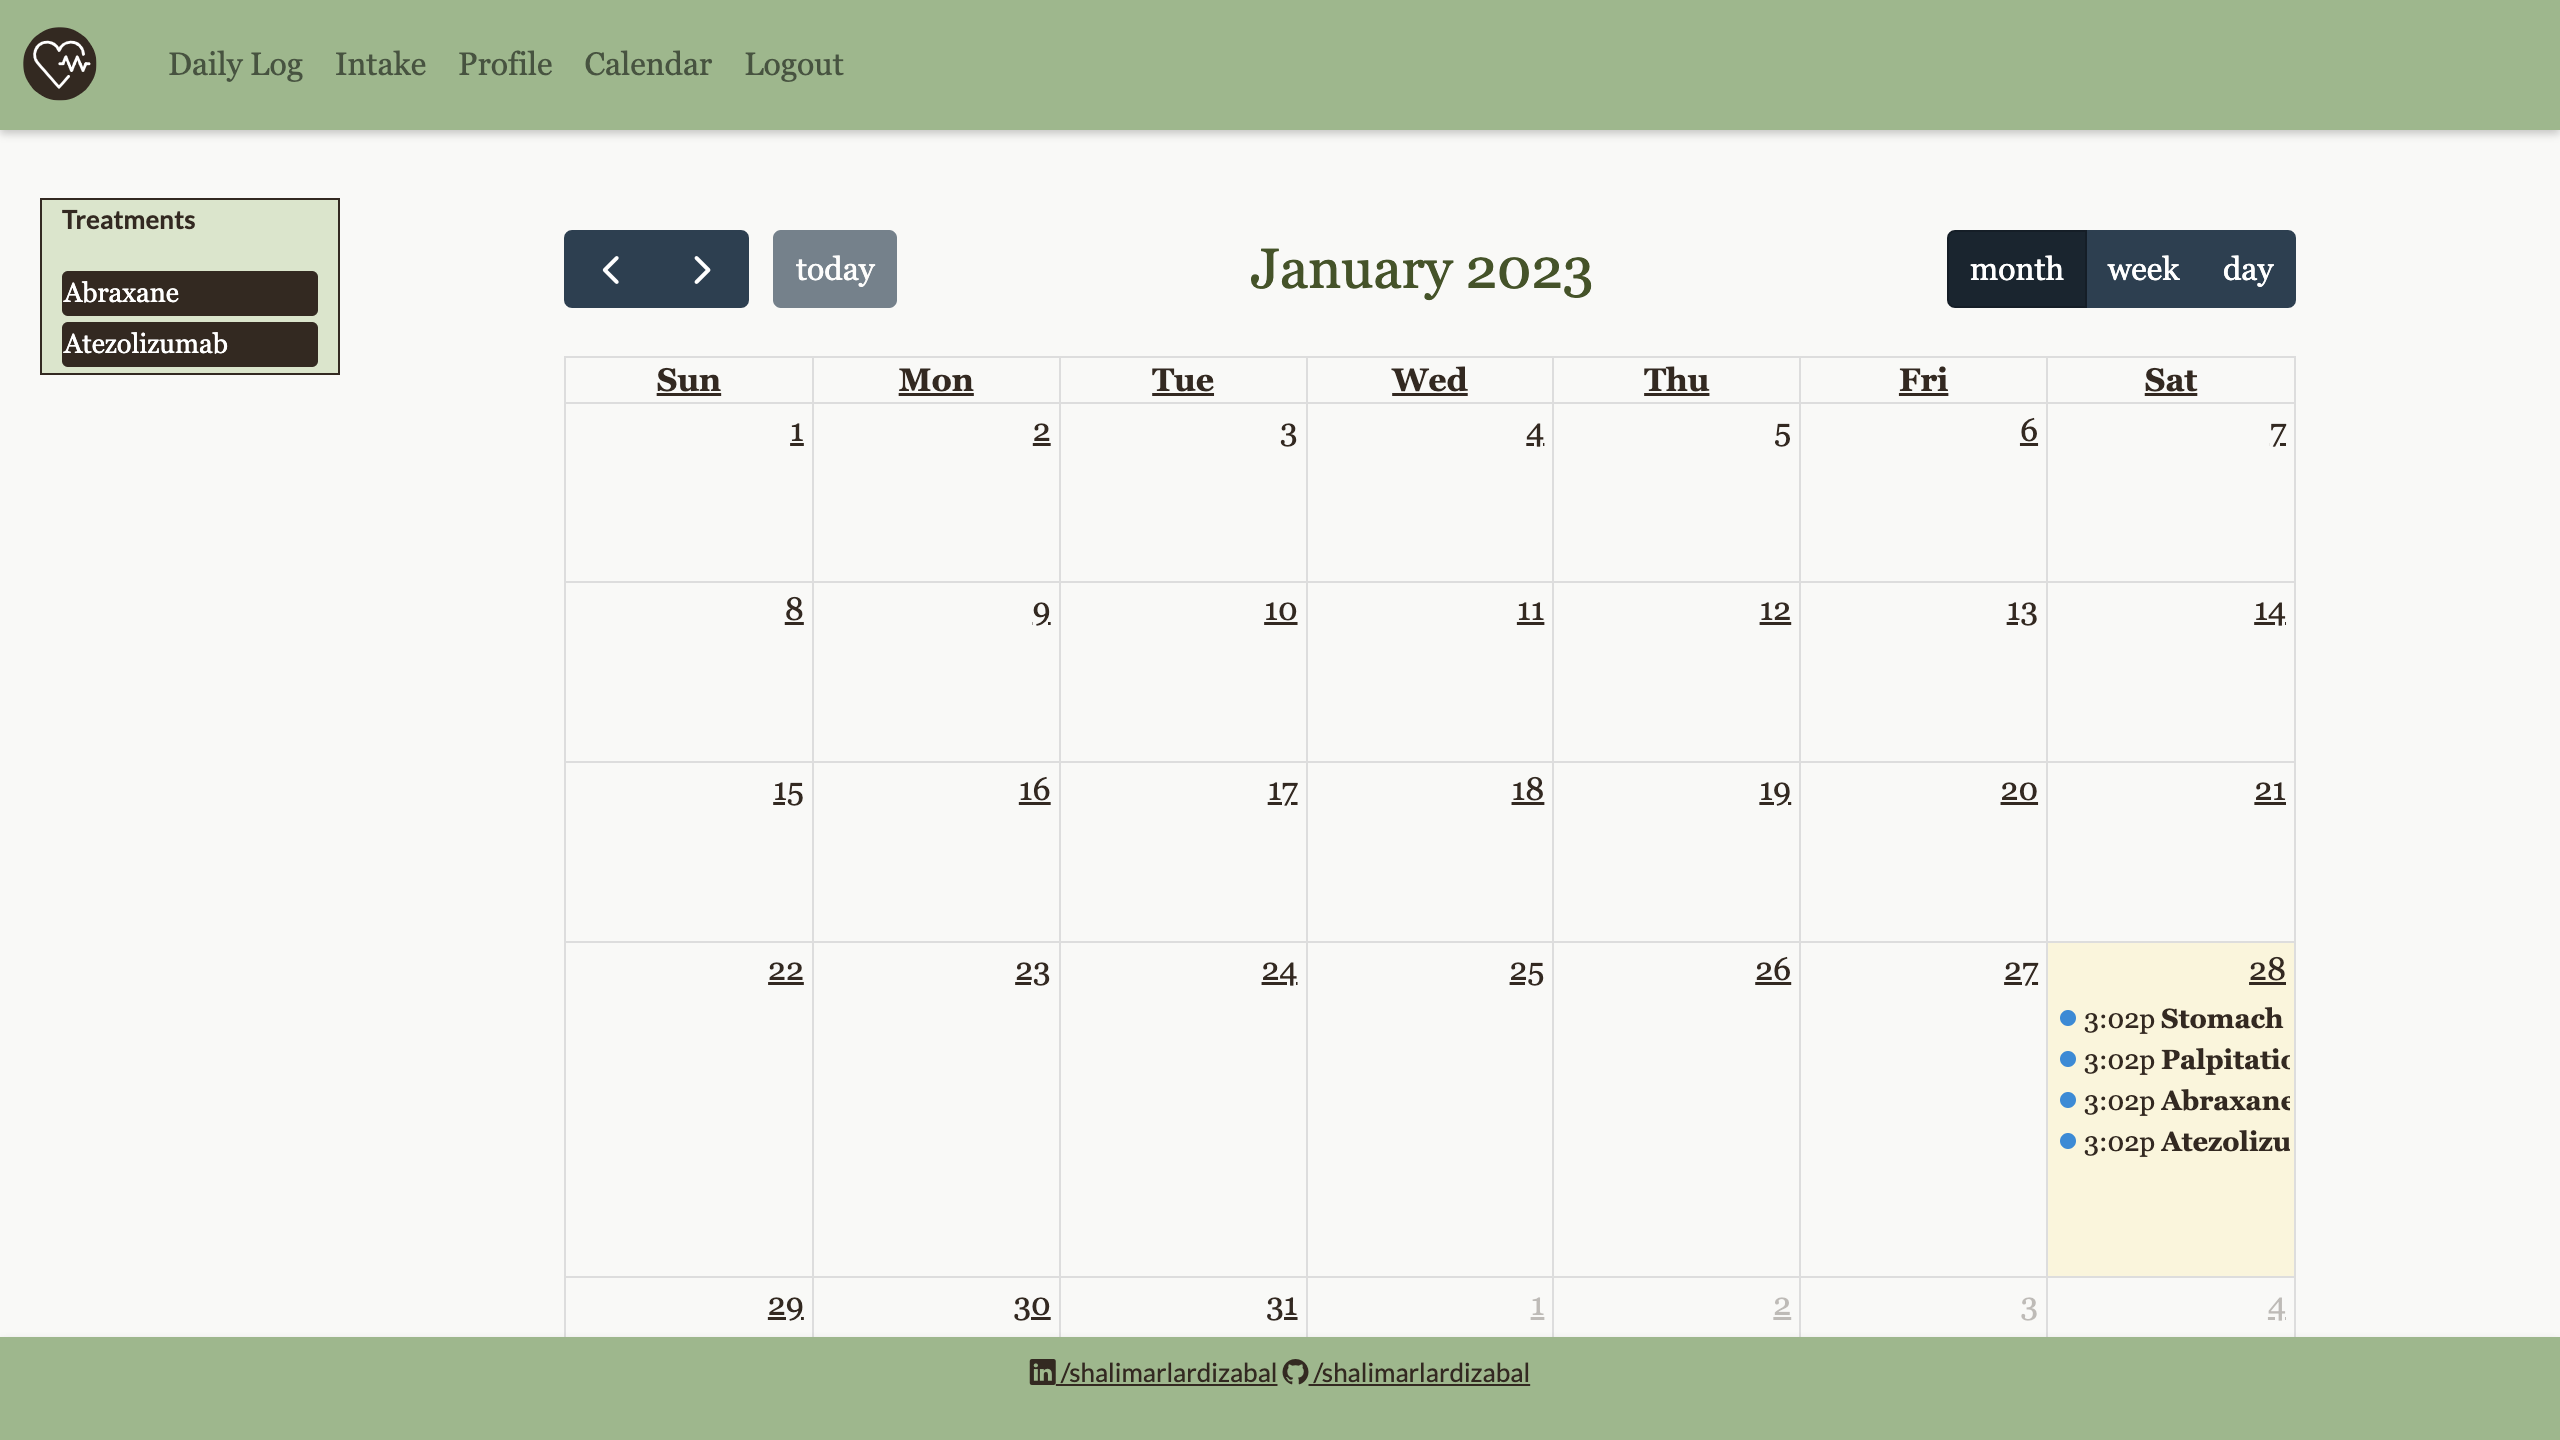 Daily Log Intake Profile Calendar Logout
Treatments
Abraxane
Atezolizumab
today
January 2023
month week day
Sun Mon Tue Wed Thu Fri Sat
1 2 3 4 5 6 7
8 9 10 11 12 13 14
15 16 17 18 19 20 21
22 23 24 25 26 27 28
3:02p Stomach
3:02p Palpitatio
3:02p Abraxane
3:02p Atezolizu
29 30 31 1 2 3 4
in /shalimarlardizabal /shalimarlardizabal